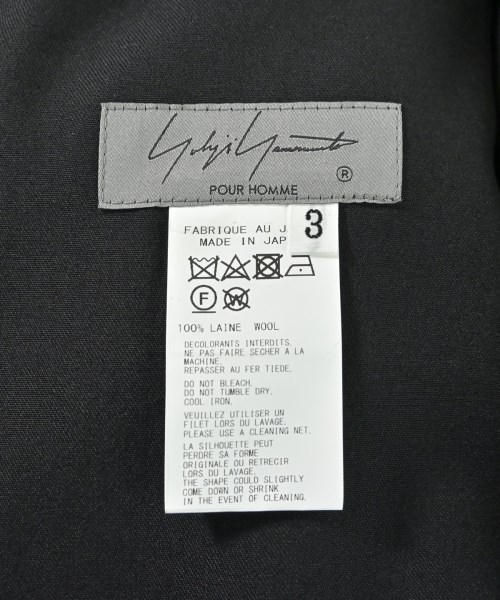 Yohji Yamamoto
®
POUR HOMME
3
FABRIQUE AU J
MADE IN JAP
F W
100% LAINE WOOL
DECOLORANTS INTERDITS.
NE PAS FAIRE SECHER A LA
MACHINE.
REPASSER AU FER TIEDE.
DO NOT BLEACH.
DO NOT TUMBLE DRY.
COOL IRON.
VEUILLEZ UTILISER UN
FILET LORS DU LAVAGE.
PLEASE USE A CLEANING NET.
LA SILHOUETTE PEUT
PERDRE SA FORME
ORIGINALE OU RETRECIR
LORS DU LAVAGE.
THE SHAPE COULD SLIGHTLY
COME DOWN OR SHRINK
IN THE EVENT OF CLEANING.